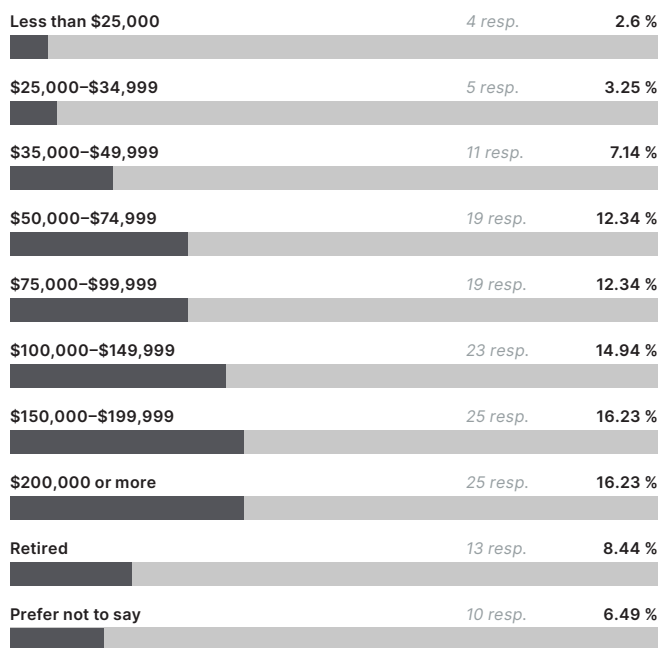 Less than $25,000 4 resp. 2.6 %
$25,000–$34,999 5 resp. 3.25 %
$35,000–$49,999 11 resp. 7.14 %
$50,000–$74,999 19 resp. 12.34 %
$75,000–$99,999 19 resp. 12.34 %
$100,000–$149,999 23 resp. 14.94 %
$150,000–$199,999 25 resp. 16.23 %
$200,000 or more 25 resp. 16.23 %
Retired 13 resp. 8.44 %
Prefer not to say 10 resp. 6.49 %